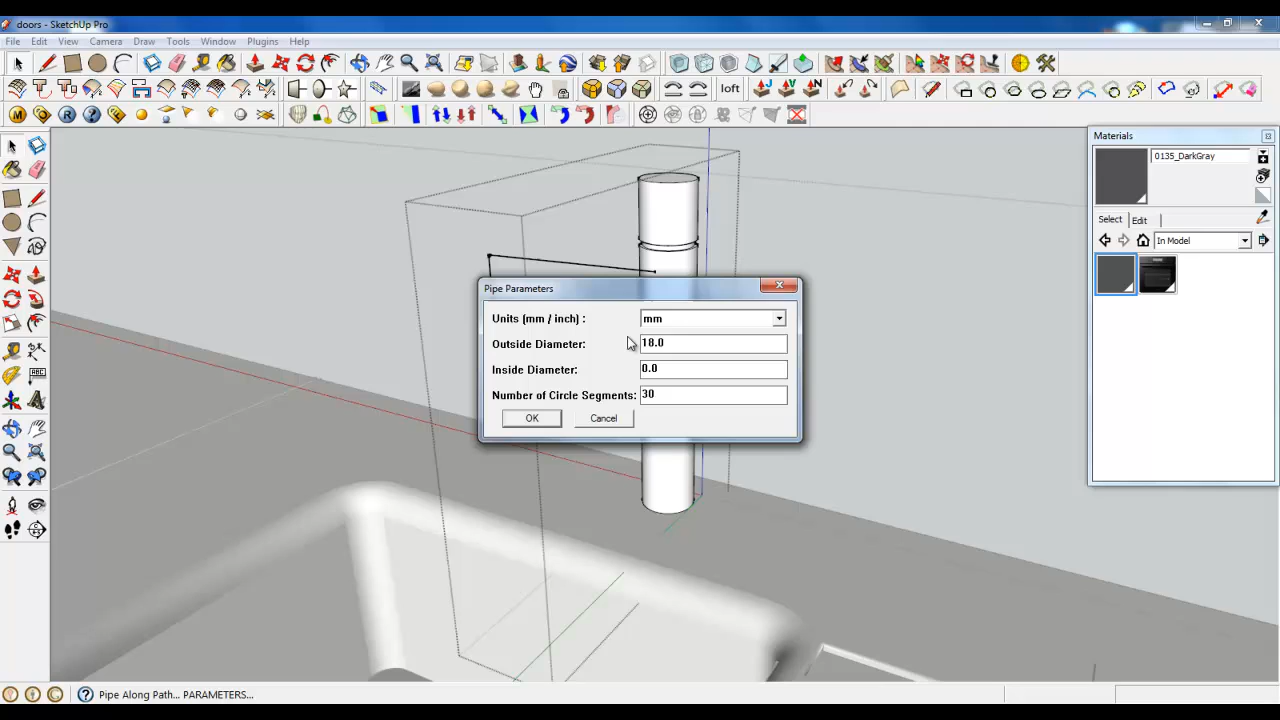 doors - SketchUp Pro
File Edit View Camera Draw Tools Window Plugins Help
loft
Materials
0135_DarkGray
Select Edit
In Model
Pipe Parameters
Units (mm / inch) : mm
Outside Diameter: 18.0
Inside Diameter: 0.0
Number of Circle Segments: 30
OK Cancel
Pipe Along Path... PARAMETERS...